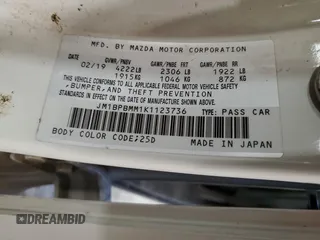 MFD. BY MAZDA MOTOR CORPORATION
GVWR/PNBV GAWR/PNBE FR GAWR/PNBE RR
02/19 4222LB 2306 LB 1922 LB
1915KG 1046 KG 872 KG
THIS VEHICLE CONFORMS TO ALL APPLICABLE FEDERAL MOTOR VEHICLE SAFETY
,BUMPER, AND THEFT PREVENTION
STANDARDS IN EFFECT ON THE DATE OF MANUFACTURE SHOWN ABOVE.
JM1BPBMM1K1123736 TYPE: PASS CAR
BODY COLOR CODE:25D MADE IN JAPAN
DREAMBID